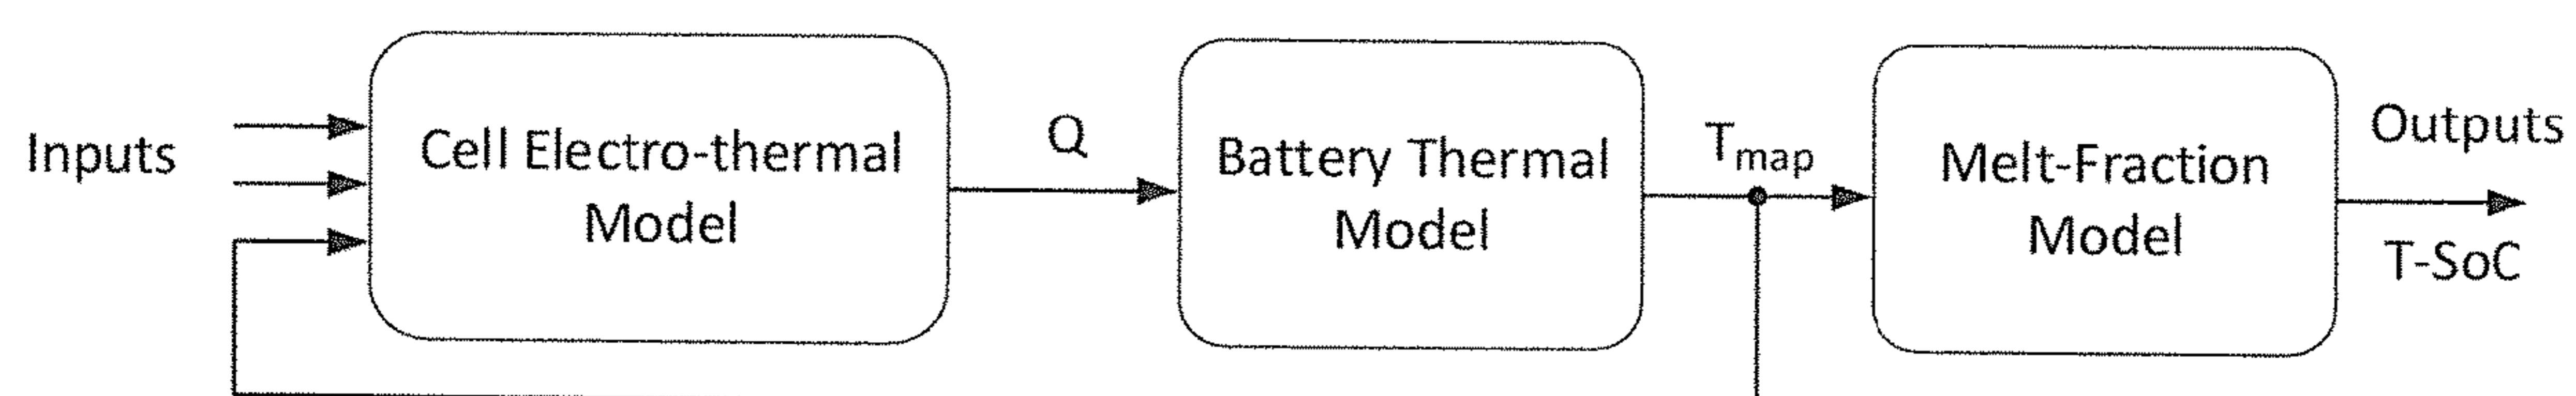 Inputs
Cell Electro-thermal
Model
Q
Battery Thermal
Model
Tmap
Melt-Fraction
Model
Outputs
T-SoC